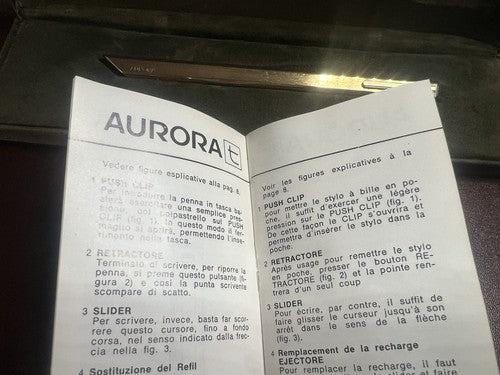 AURORA t
Vedere figure esplicative alla pag. 8.
1 PUSH CLIP
Per introdurre la penna in tasca ba-
sterà esercitare una semplice pres-
sione col polpastrello sul PUSH
CLIP (fig. 1), in questo modo il fer-
maglio si aprirà, permettendo l'inse-
rimento nella tasca.
2 RETRACTORE
Terminsio di scrivere, per riporre la
penna, si preme questo pulsante (fi-
gura 2) e così la punta scrivente
scompare di scatto.
3 SLIDER
Per scrivere, invece, basta far scor-
rere questo cursore, fino a fondo
corsa, nel senso indicato dalla frec-
cia nella fig. 3.
4 Sostituzione del Refil
Voir les figures explicatives à la
page 8.
1 PUSH CLIP
pour mettre le stylo à bille en po-
che, il suffit d'exercer une légère
pression sur le PUSH CLIP (fig. 1).
De cette façon le CLIP s'ouvrira et
permettra d'insérer le stylo dans la
poche.
2 RETRACTORE
Après usage pour remettre le stylo
en poche, presser le bouton RE-
TRACTORE (fig. 2) et la pointe ren-
trera d'un seul coup
3 SLIDER
Pour écrire, par contre, il suffit de
faire glisser le curseur jusqu'à son
arrêt dans le sens de la flèche
(fig. 3).
4 Remplacement de la recharge
EJECTORE
Pour remplacer la recharge, il faut
slider et faire